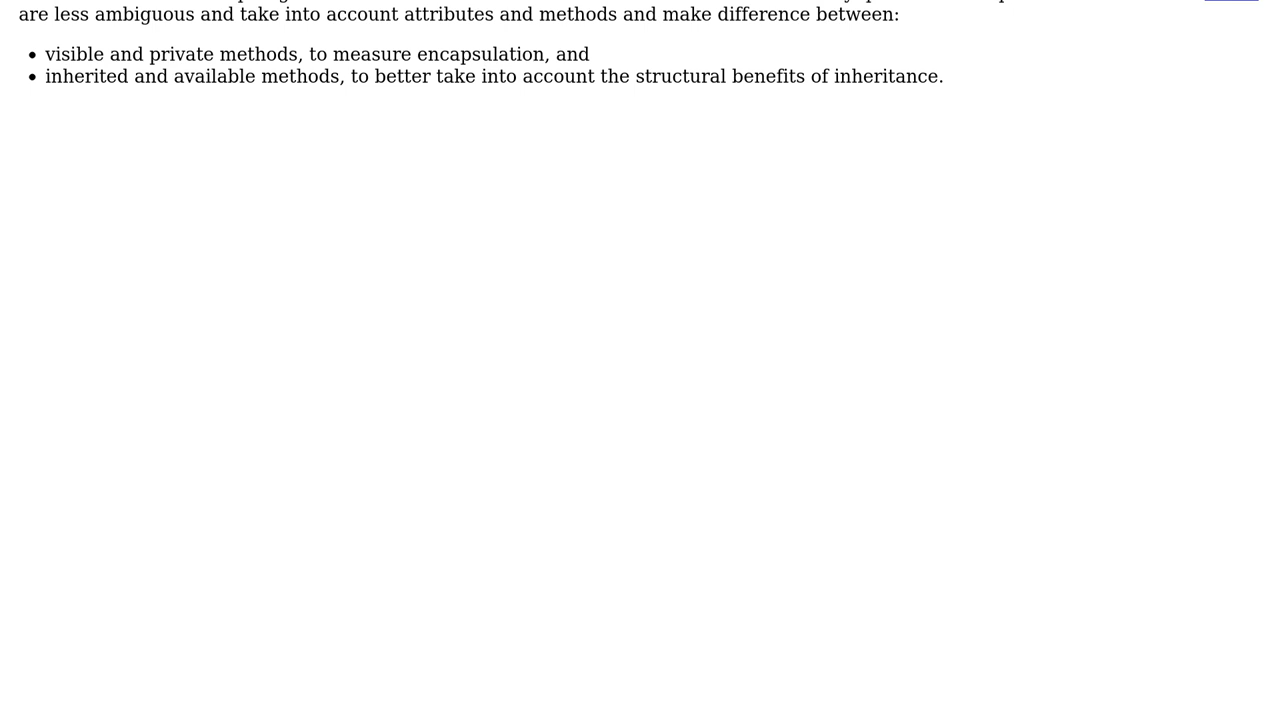 are less ambiguous and take into account attributes and methods and make difference between:
visible and private methods, to measure encapsulation, and
inherited and available methods, to better take into account the structural benefits of inheritance.